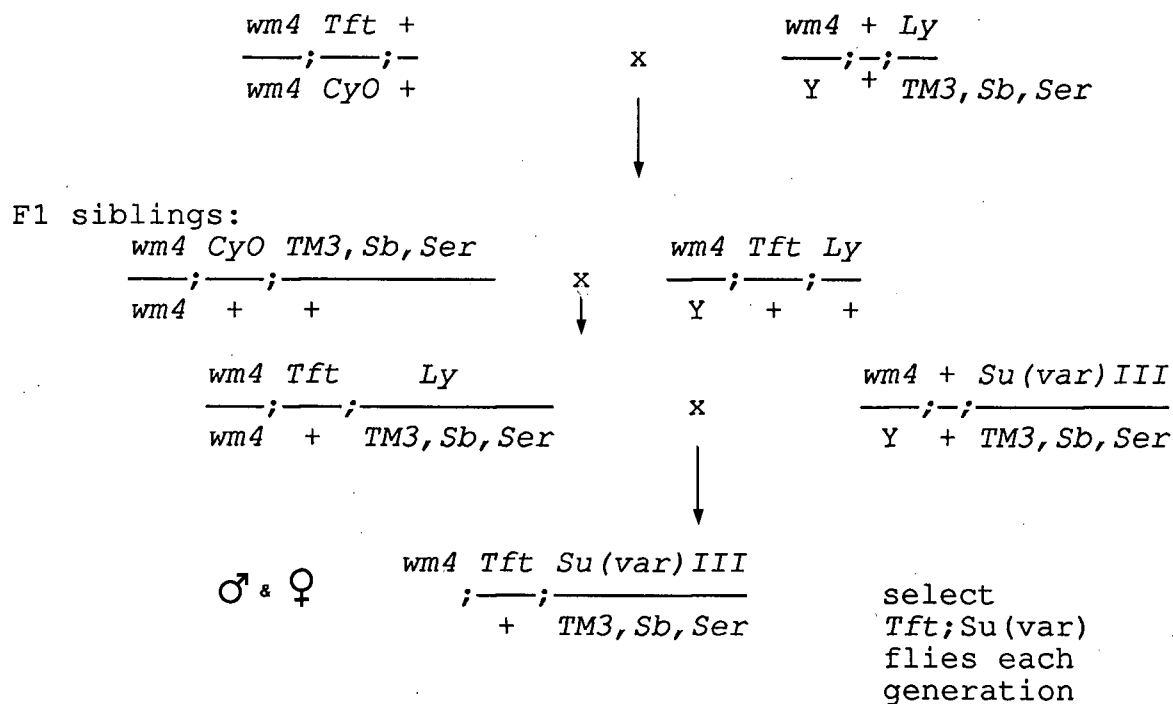 wm4 Tft + wm4 + Ly
; ; x ; ;
wm4 CyO + Y + TM3,Sb,Ser
F1 siblings:
wm4 CyO TM3,Sb,Ser wm4 Tft Ly
; ; x ; ;
wm4 + + Y + +
wm4 Tft Ly wm4 + Su(var)III
; ; x ; ;
wm4 + TM3,Sb,Ser Y + TM3,Sb,Ser
wm4 Tft Su(var)III
♂ & ♀ ; ;
+ TM3,Sb,Ser
select
Tft;Su(var)
flies each
generation